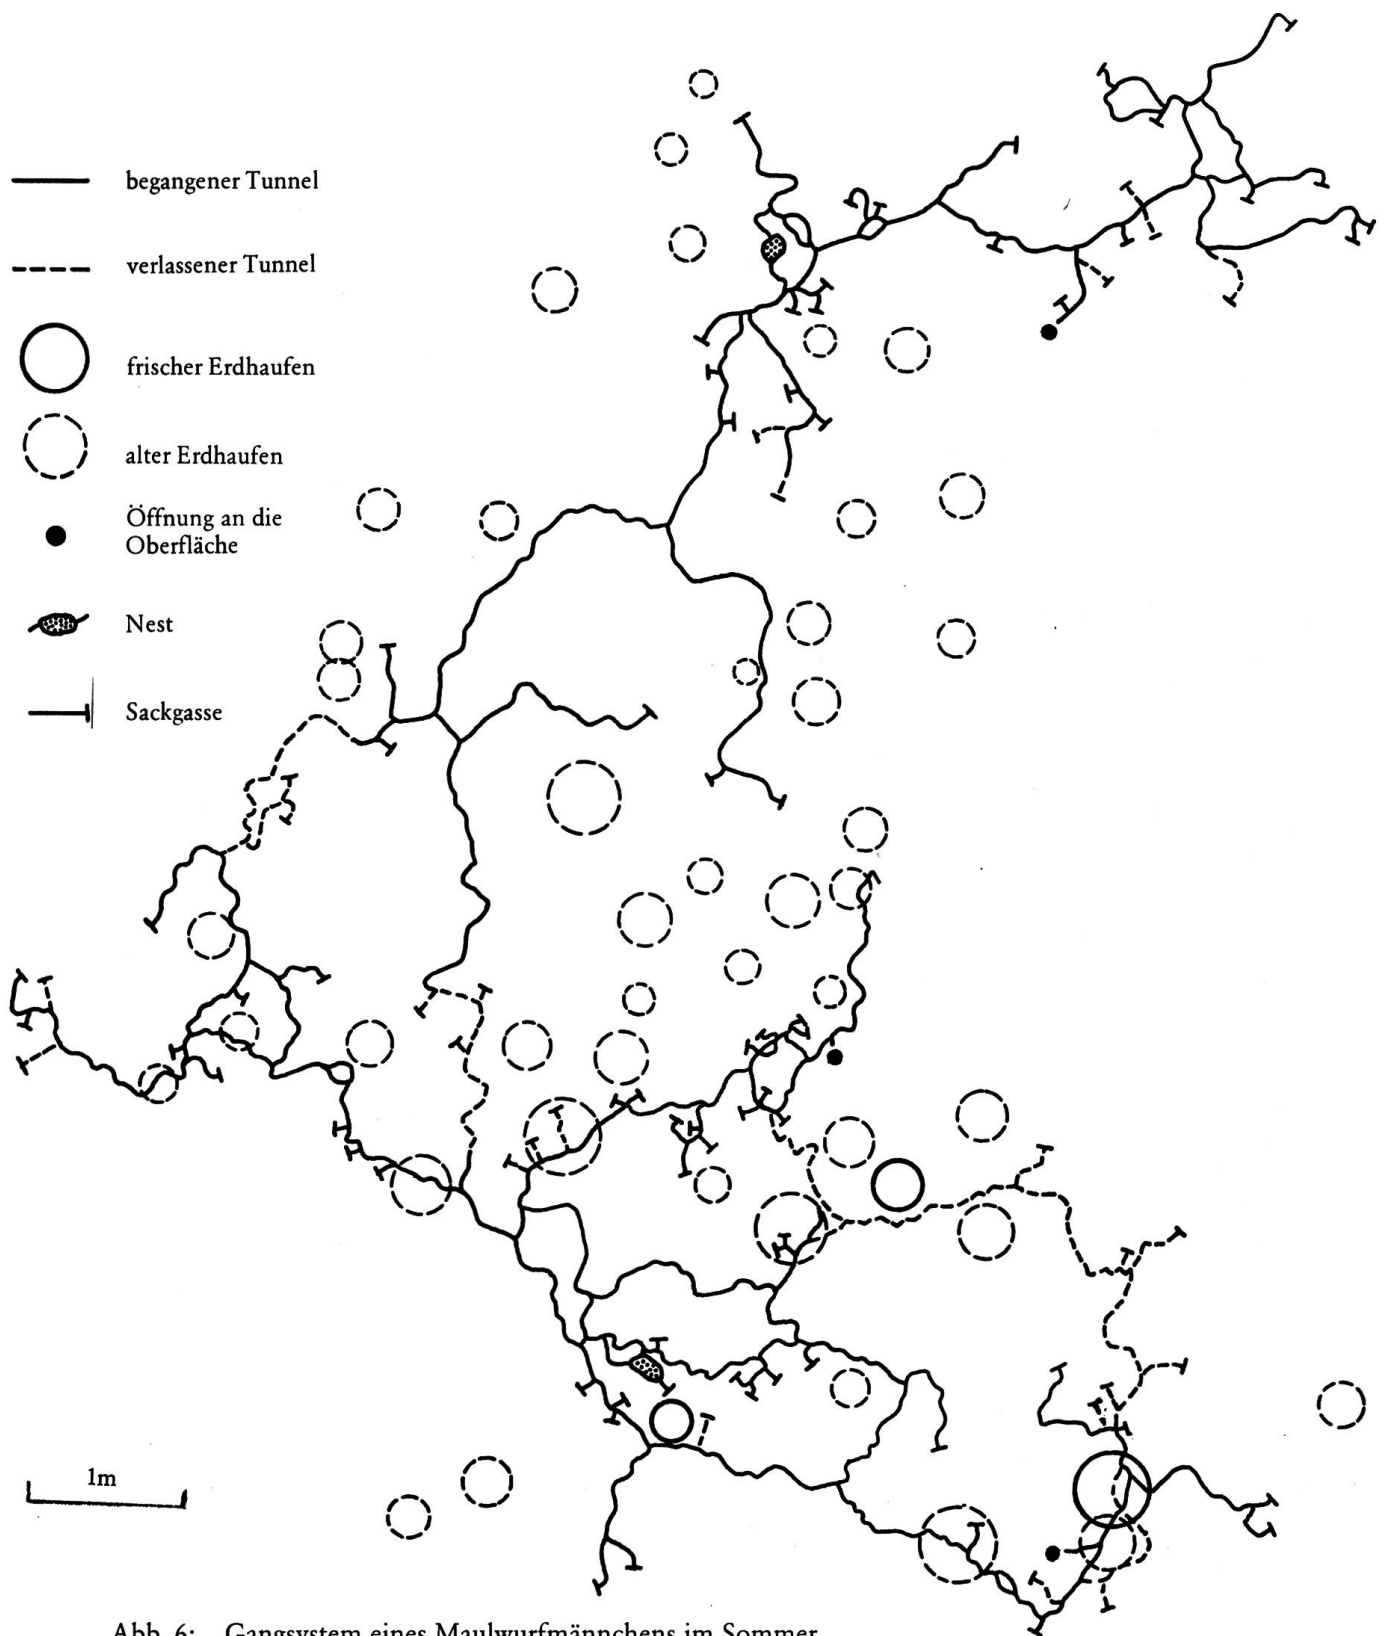 begangener Tunnel
verlassener Tunnel
frischer Erdhaufen
alter Erdhaufen
Öffnung an die
Oberfläche
Nest
Sackgasse
1m
Abb. 6: Gangsystem eines Maulwurfmännchens im Sommer